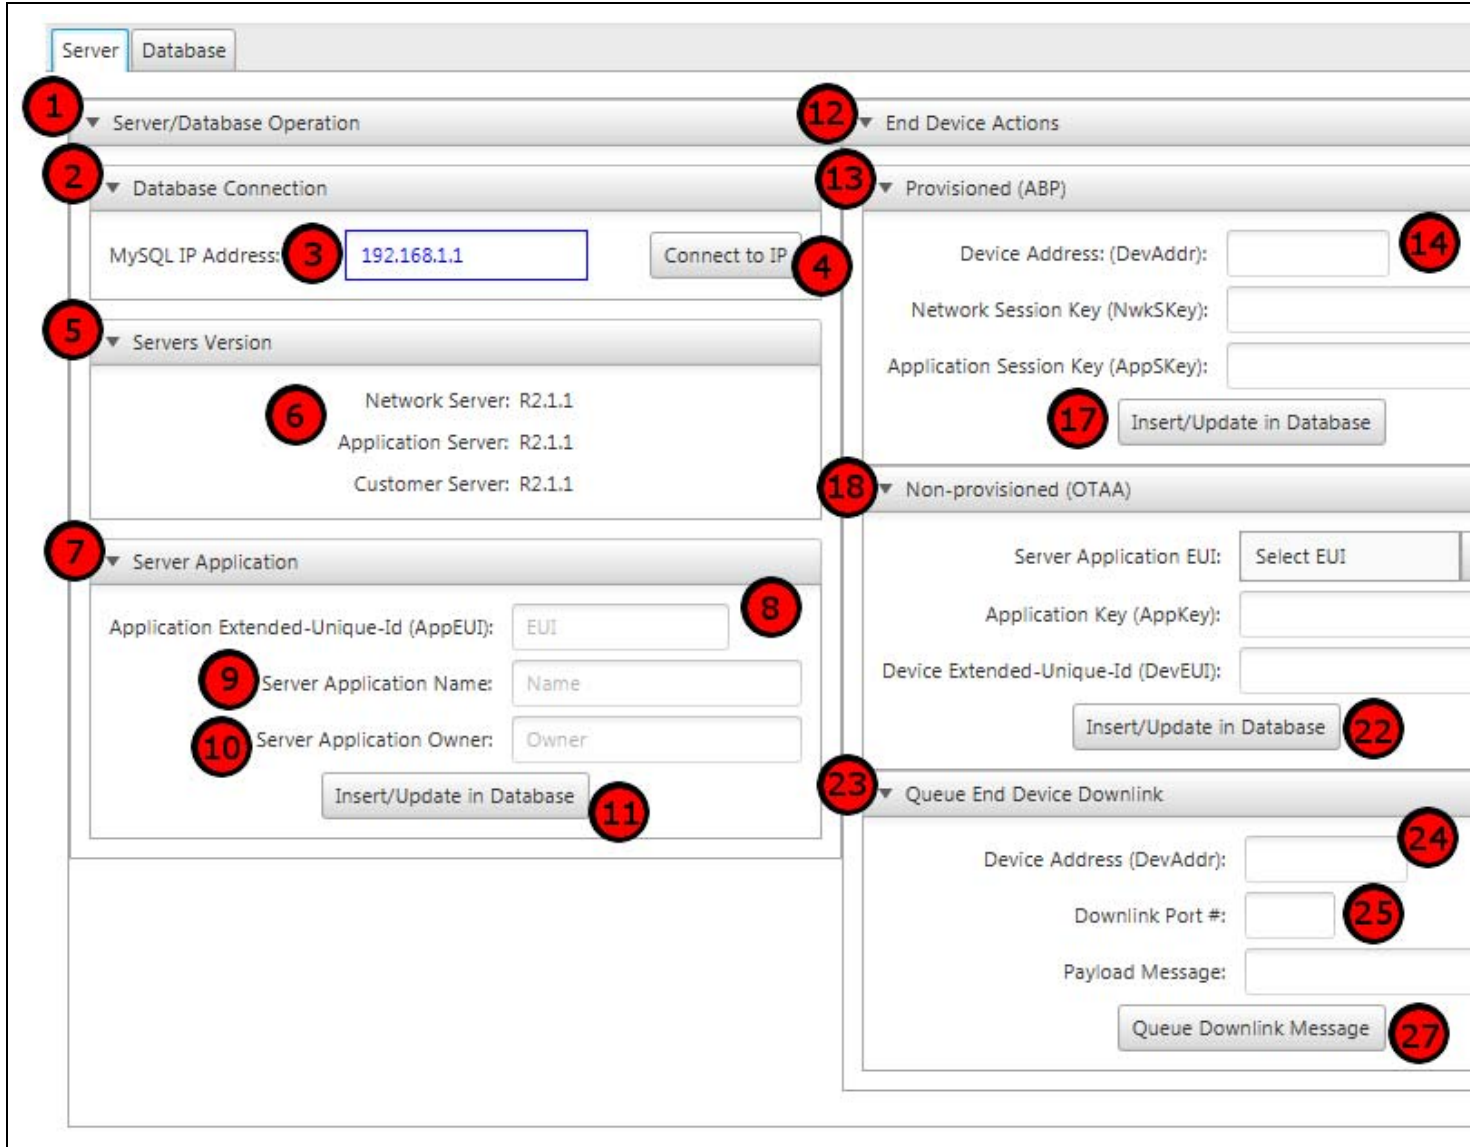 Server Database
1 Server/Database Operation
2 Database Connection
MySQL IP Address: 3 192.168.1.1 Connect to IP 4
5 Servers Version
6 Network Server: R2.1.1
Application Server: R2.1.1
Customer Server: R2.1.1
7 Server Application
Application Extended-Unique-Id (AppEUI): EUI 8
9 Server Application Name: Name
10 Server Application Owner: Owner
Insert/Update in Database 11
12 End Device Actions
13 Provisioned (ABP)
Device Address: (DevAddr): 14
Network Session Key (NwkSKey):
Application Session Key (AppSKey):
17 Insert/Update in Database
18 Non-provisioned (OTAA)
Server Application EUI: Select EUI
Application Key (AppKey):
Device Extended-Unique-Id (DevEUI):
Insert/Update in Database 22
23 Queue End Device Downlink
Device Address (DevAddr): 24
Downlink Port #: 25
Payload Message:
Queue Downlink Message 27